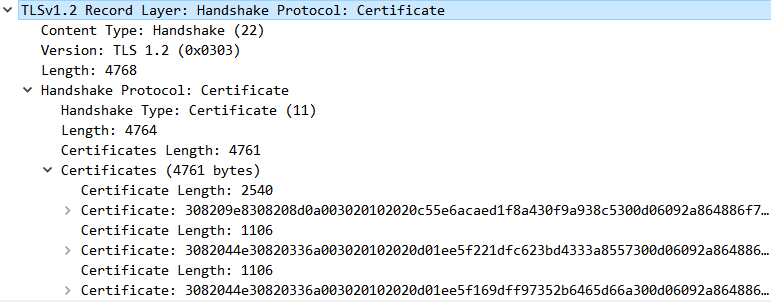 TLSv1.2 Record Layer: Handshake Protocol: Certificate
Content Type: Handshake (22)
Version: TLS 1.2 (0x0303)
Length: 4768
Handshake Protocol: Certificate
Handshake Type: Certificate (11)
Length: 4764
Certificates Length: 4761
Certificates (4761 bytes)
Certificate Length: 2540
Certificate: 308209e8308208d0a003020102020c55e6acaed1f8a430f9a938c5300d06092a864886f7…
Certificate Length: 1106
Certificate: 3082044e30820336a003020102020d01ee5f221dfc623bd4333a8557300d06092a864886…
Certificate Length: 1106
Certificate: 3082044e30820336a003020102020d01ee5f169dff97352b6465d66a300d06092a864886…